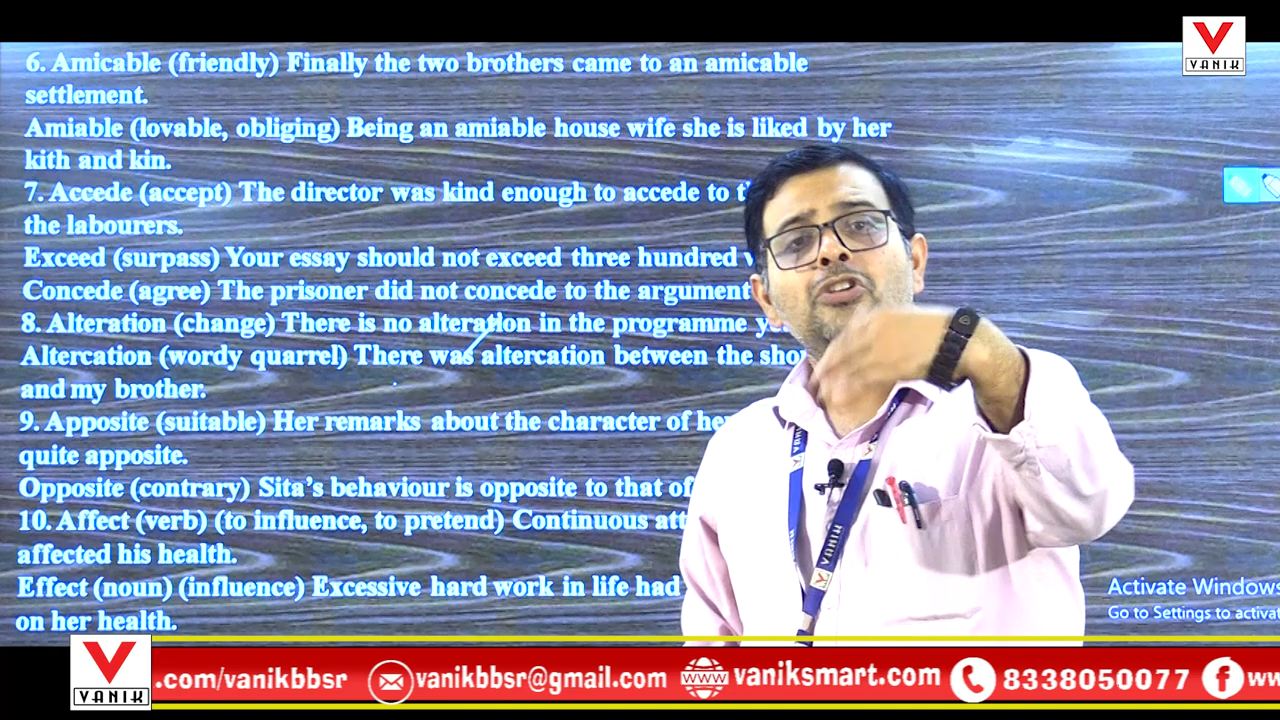 VANIK
6. Amicable (friendly) Finally the two brothers came to an amicable
settlement.
Amiable (lovable, obliging) Being an amiable house wife she is liked by her
kith and kin.
7. Accede (accept) The director was kind enough to accede to
the labourers.
Exceed (surpass) Your essay should not exceed three hundred
Concede (agree) The prisoner did not concede to the argument
8. Alteration (change) There is no alteration in the programme
Altercation (wordy quarrel) There was altercation between the
and my brother.
9. Apposite (suitable) Her remarks about the character of
quite apposite.
Opposite (contrary) Sita's behaviour is opposite to that of
10. Affect (verb) (to influence, to pretend) Continuous
affected his health.
Effect (noun) (influence) Excessive hard work in life had
on her health.
VANIK
Activate Windows
Go to Settings to
VANIK
.com/vanikbbsr vanikbbsr@gmail.com vaniksmart.com 8338050077